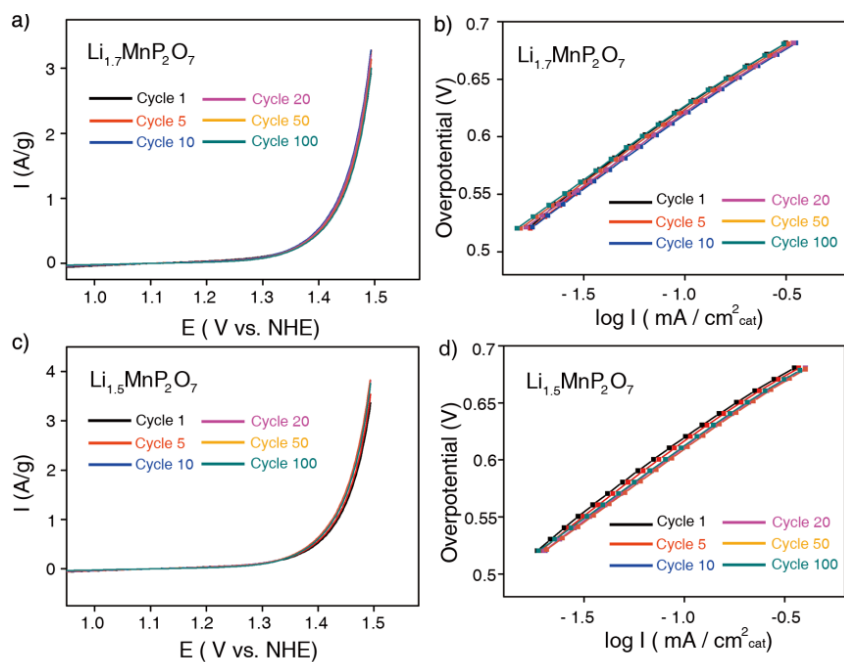 a)
Li1.7MnP2O7
Cycle 1
Cycle 20
Cycle 5
Cycle 50
Cycle 10
Cycle 100
3
2
1
0
I (A/g)
1.0 1.1 1.2 1.3 1.4 1.5
E ( V vs. NHE)
b)
Li1.7MnP2O7
0.7
0.65
0.6
0.55
0.5
Overpotential (V)
Cycle 1
Cycle 20
Cycle 5
Cycle 50
Cycle 10
Cycle 100
- 1.5 -1.0 -0.5
log I ( mA / cm2cat)
c)
Li1.5MnP2O7
Cycle 1
Cycle 20
Cycle 5
Cycle 50
Cycle 10
Cycle 100
4
3
2
1
0
I (A/g)
1.0 1.1 1.2 1.3 1.4 1.5
E ( V vs. NHE)
d)
Li1.5MnP2O7
0.7
0.65
0.6
0.55
0.5
Overpotential (V)
Cycle 1
Cycle 20
Cycle 5
Cycle 50
Cycle 10
Cycle 100
- 1.5 -1.0 -0.5
log I ( mA / cm2cat)